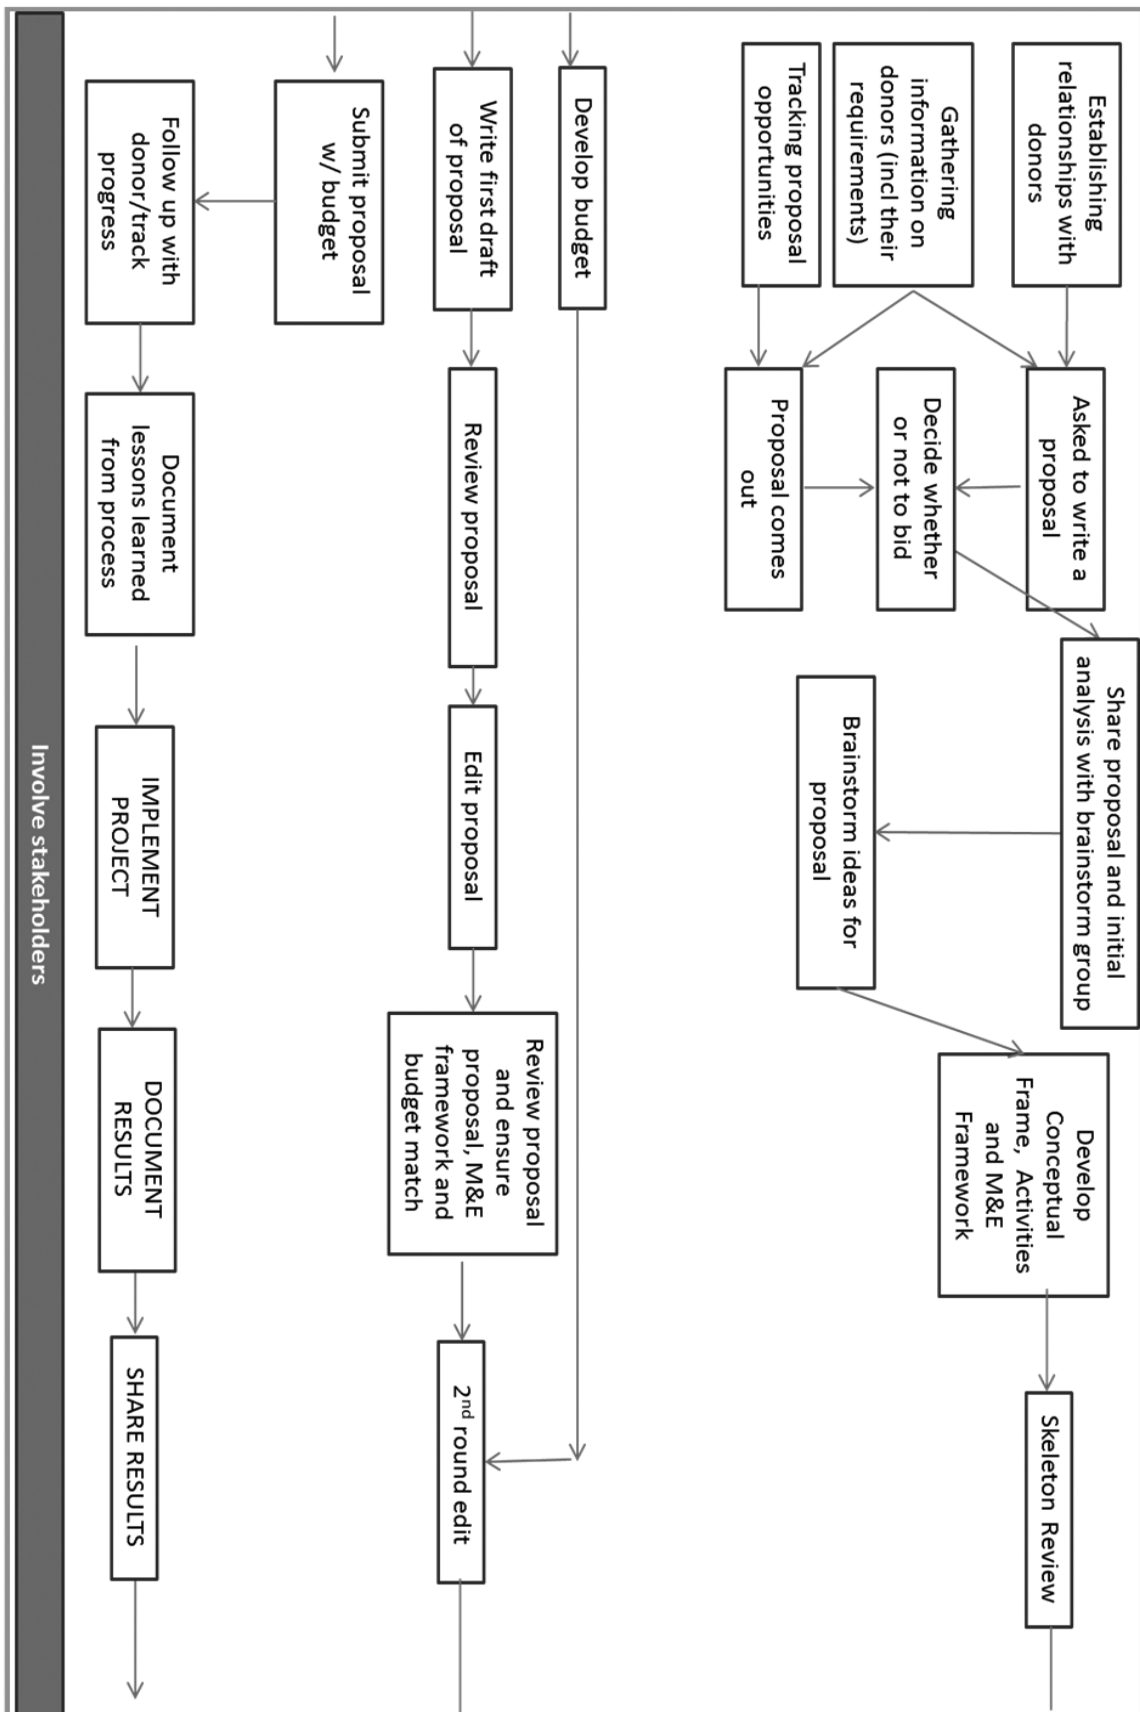 Establishing
relationships with
donors
Gathering
information on
donors (incl their
requirements)
Tracking proposal
opportunities
Asked to write a
proposal
Decide whether
or not to bid
Proposal comes
out
Share proposal and initial
analysis with brainstorm group
Brainstorm ideas for
proposal
Develop
Conceptual
Frame, Activities
and M&E
Framework
Skeleton Review
Develop budget
Write first draft
of proposal
Review proposal
Edit proposal
Review proposal
and ensure
proposal, M&E
framework and
budget match
2nd round edit
Submit proposal
w/ budget
Follow up with
donor/track
progress
Document
lessons learned
from process
IMPLEMENT
PROJECT
DOCUMENT
RESULTS
SHARE RESULTS
Involve stakeholders